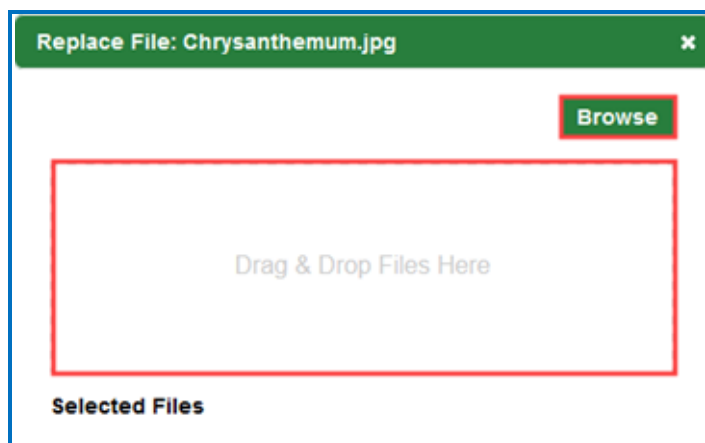 Replace File: Chrysanthemum.jpg ×
Browse
Drag & Drop Files Here
Selected Files